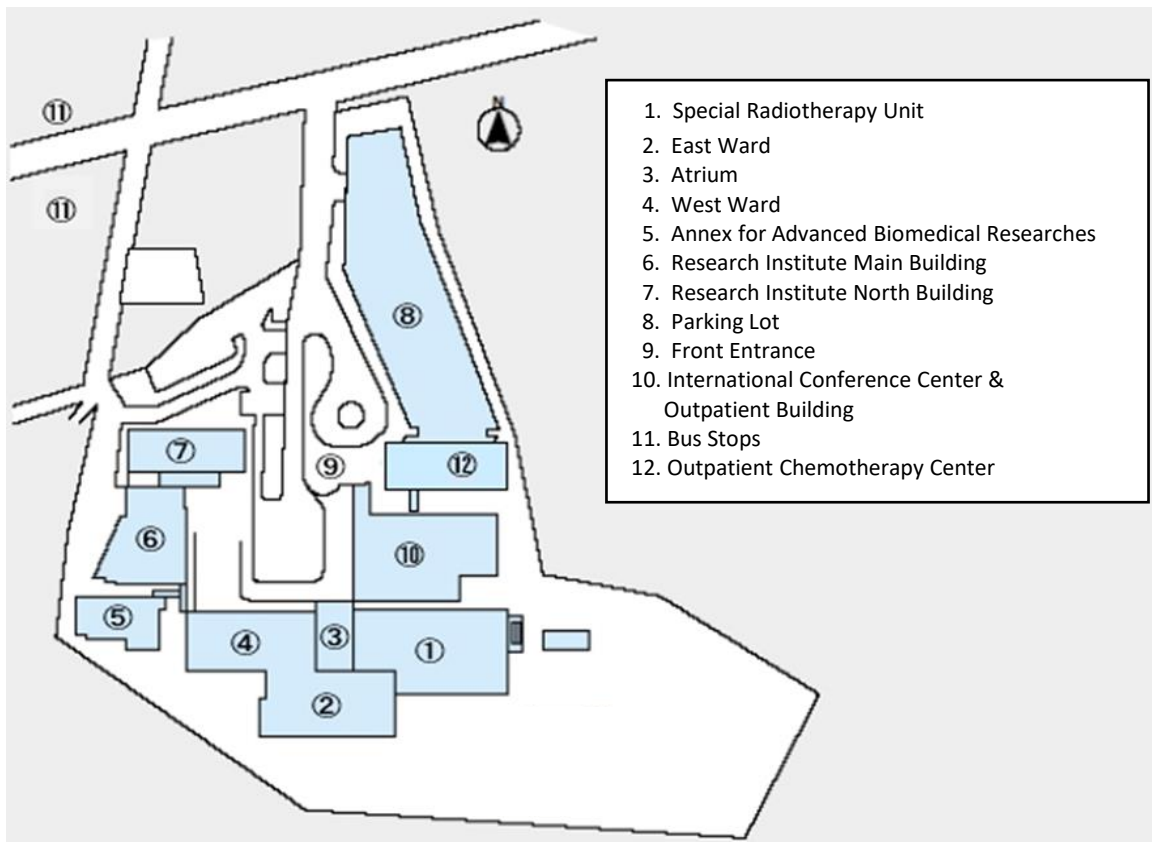 N
⑪
⑪
⑧
⑨
⑦
⑫
⑥
⑩
⑤
④
③
①
②
1. Special Radiotherapy Unit
2. East Ward
3. Atrium
4. West Ward
5. Annex for Advanced Biomedical Researches
6. Research Institute Main Building
7. Research Institute North Building
8. Parking Lot
9. Front Entrance
10. International Conference Center &
Outpatient Building
11. Bus Stops
12. Outpatient Chemotherapy Center